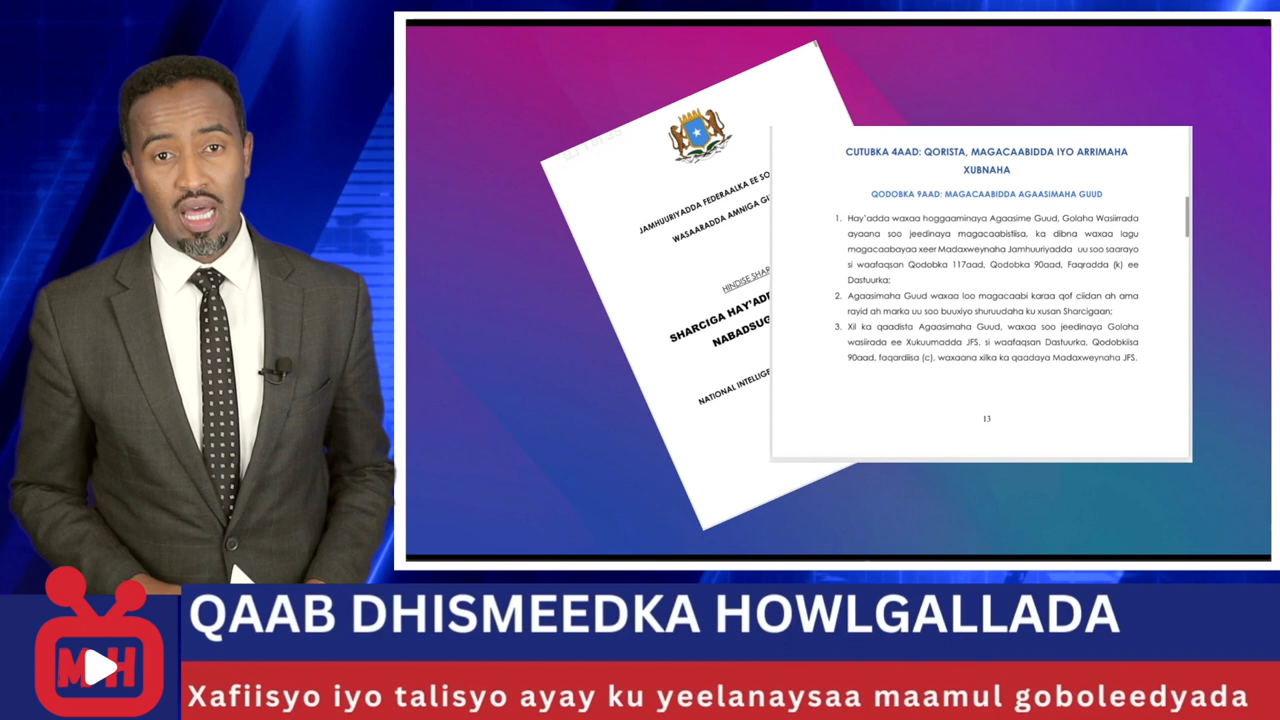 JAMHUURIYADDA FEDERAALKA EE SO
WASAARADDA AMNIGA GU
HINDISE SHAR
SHARCIGA HAY'ADD
NABADSUG
NATIONAL INTELLIGE
CUTUBKA 4AAD: QORISTA, MAGACAABIDDA IYO ARRIMAHA
XUBNAHA
QODOBKA 9AAD: MAGACAABIDDA AGAASIMAHA GUUD
1. Hay'adda waxaa hoggaaminaya Agaasime Guud, Golaha Wasiirrada
ayaana soo jeedinaya magacaabistiisa, ka dibna waxaa lagu
magacaabayaa xeer Madaxweynaha Jamhuuriyadda uu soo saarayo
si waafaqsan Qodobka 117aad, Qodobka 90aad, Faqradda (k) ee
Dastuurka;
2. Agaasimaha Guud waxaa loo magacaabi karaa qof ciidan ah ama
rayid ah marka uu soo buuxiyo shuruudaha ku xusan Sharcigaan;
3. Xil ka qaadista Agaasimaha Guud, waxaa soo jeedinaya Golaha
wasiirada ee Xukuumadda JFS, si waafaqsan Dastuurka, Qodobkiisa
90aad, faqardiisa (c), waxaana xilka ka qaadaya Madaxweynaha JFS.
13
QAAB DHISMEEDKA HOWLGALLADA
Xafiisyo iyo talisyo ayay ku yeelanaysaa maamul goboleedyada